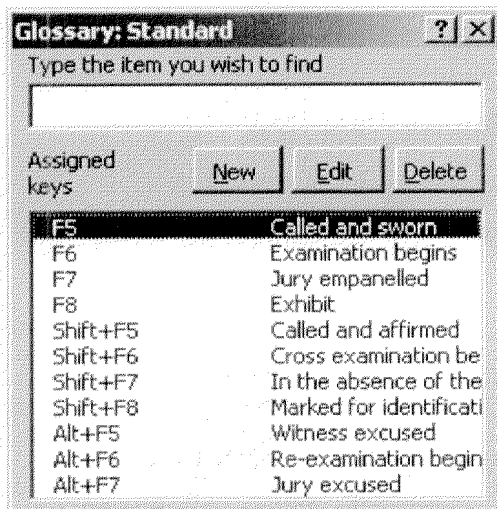 Glossary: Standard ? ×
Type the item you wish to find
Assigned
keys
New Edit Delete
F5 Called and sworn
F6 Examination begins
F7 Jury empanelled
F8 Exhibit
Shift+F5 Called and affirmed
Shift+F6 Cross examination be
Shift+F7 In the absence of the
Shift+F8 Marked for identificati
Alt+F5 Witness excused
Alt+F6 Re-examination begin
Alt+F7 Jury excused